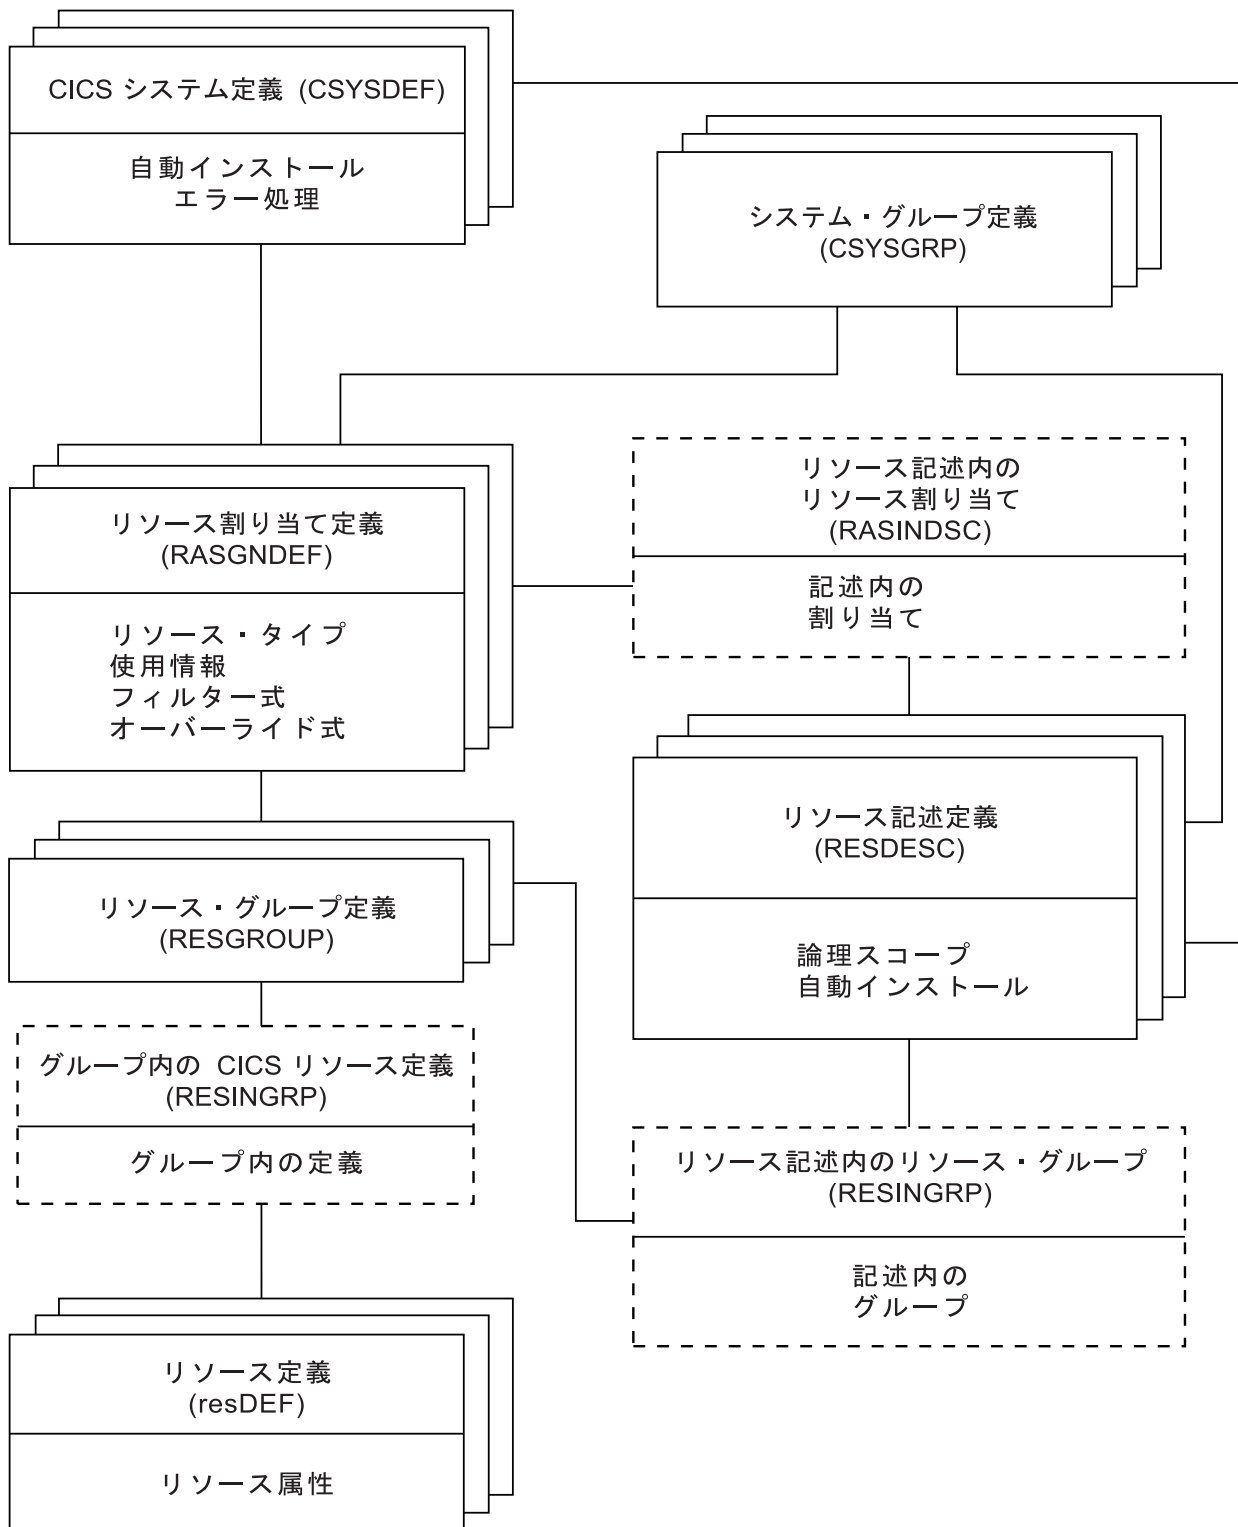 CICS システム定義 (CSYSDEF)
自動インストール
エラー処理
システム・グループ定義
(CSYSGRP)
リソース割り当て定義
(RASGNDEF)
リソース・タイプ
使用情報
フィルター式
オーバーライド式
リソース記述内の
リソース割り当て
(RASINDSC)
記述内の
割り当て
リソース記述定義
(RESDESC)
論理スコープ
自動インストール
リソース・グループ定義
(RESGROUP)
グループ内の CICS リソース定義
(RESINGRP)
グループ内の定義
リソース記述内のリソース・グループ
(RESINGRP)
記述内の
グループ
リソース定義
(resDEF)
リソース属性